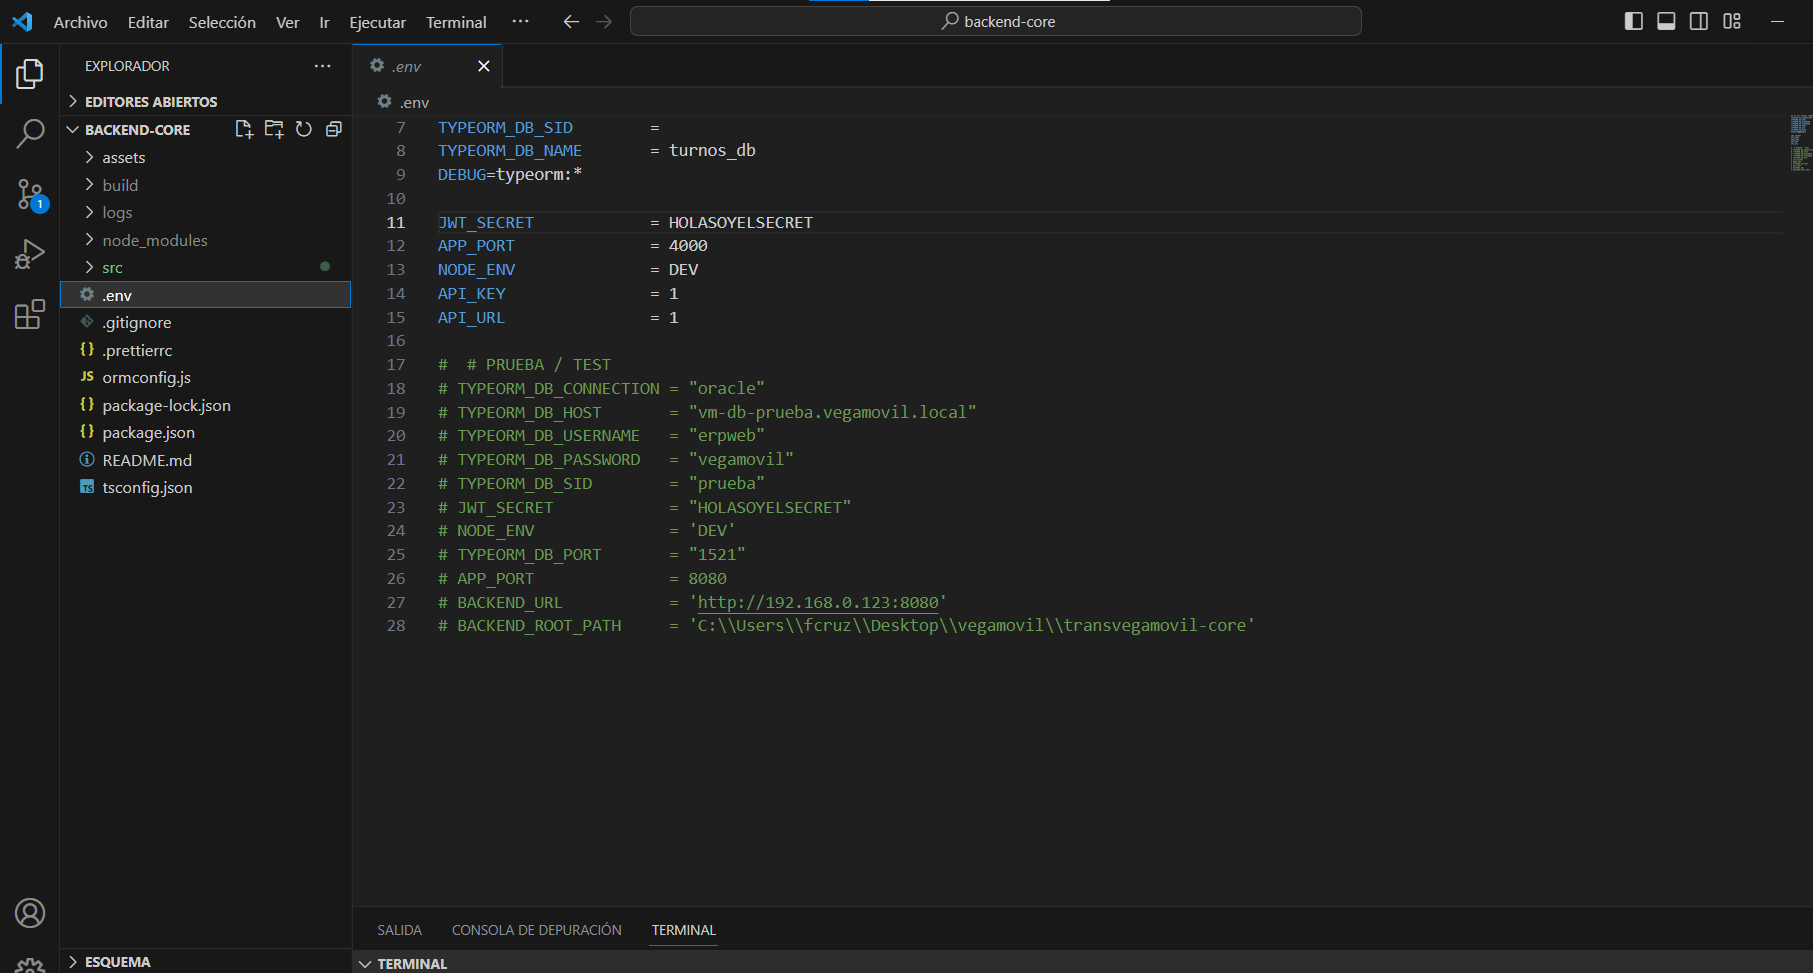 Archivo Editar Selección Ver Ir Ejecutar Terminal ··· backend-core
EXPLORADOR ···
EDITORES ABIERTOS
BACKEND-CORE
assets
build
logs
node_modules
src
.env
.gitignore
.prettierrc
JS ormconfig.js
package-lock.json
package.json
README.md
TS tsconfig.json
ESQUEMA
1
.env
.env
7 TYPEORM_DB_SID =
8 TYPEORM_DB_NAME = turnos_db
9 DEBUG=typeorm:*
10
11 JWT_SECRET = HOLASOYELSECRET
12 APP_PORT = 4000
13 NODE_ENV = DEV
14 API_KEY = 1
15 API_URL = 1
16
17 # # PRUEBA / TEST
18 # TYPEORM_DB_CONNECTION = "oracle"
19 # TYPEORM_DB_HOST = "vm-db-prueba.vegamovil.local"
20 # TYPEORM_DB_USERNAME = "erpweb"
21 # TYPEORM_DB_PASSWORD = "vegamovil"
22 # TYPEORM_DB_SID = "prueba"
23 # JWT_SECRET = "HOLASOYELSECRET"
24 # NODE_ENV = 'DEV'
25 # TYPEORM_DB_PORT = "1521"
26 # APP_PORT = 8080
27 # BACKEND_URL = 'http://192.168.0.123:8080'
28 # BACKEND_ROOT_PATH = 'C:\\Users\\fcruz\\Desktop\\vegamovil\\transvegamovil-core'
SALIDA CONSOLA DE DEPURACIÓN TERMINAL
TERMINAL